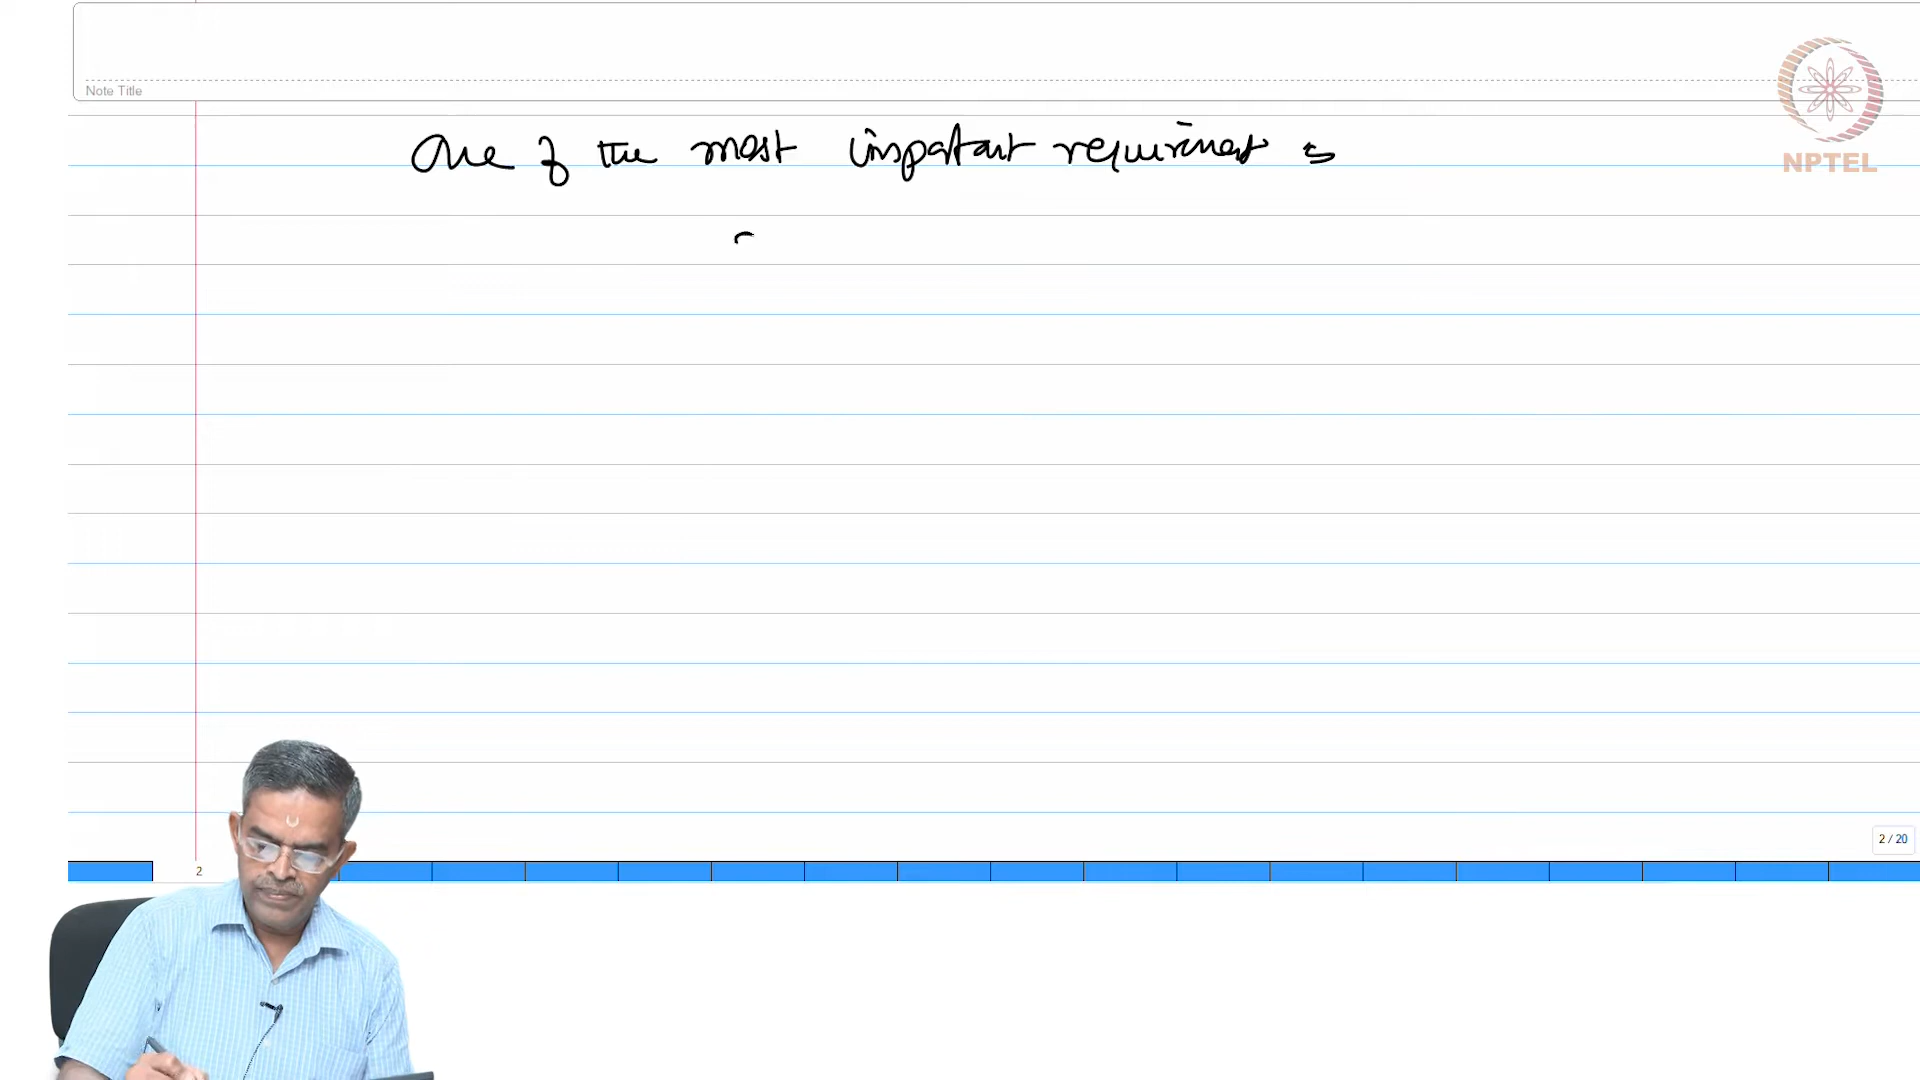 Note Title
NPTEL
One of the most important requirement is
2 / 20
2